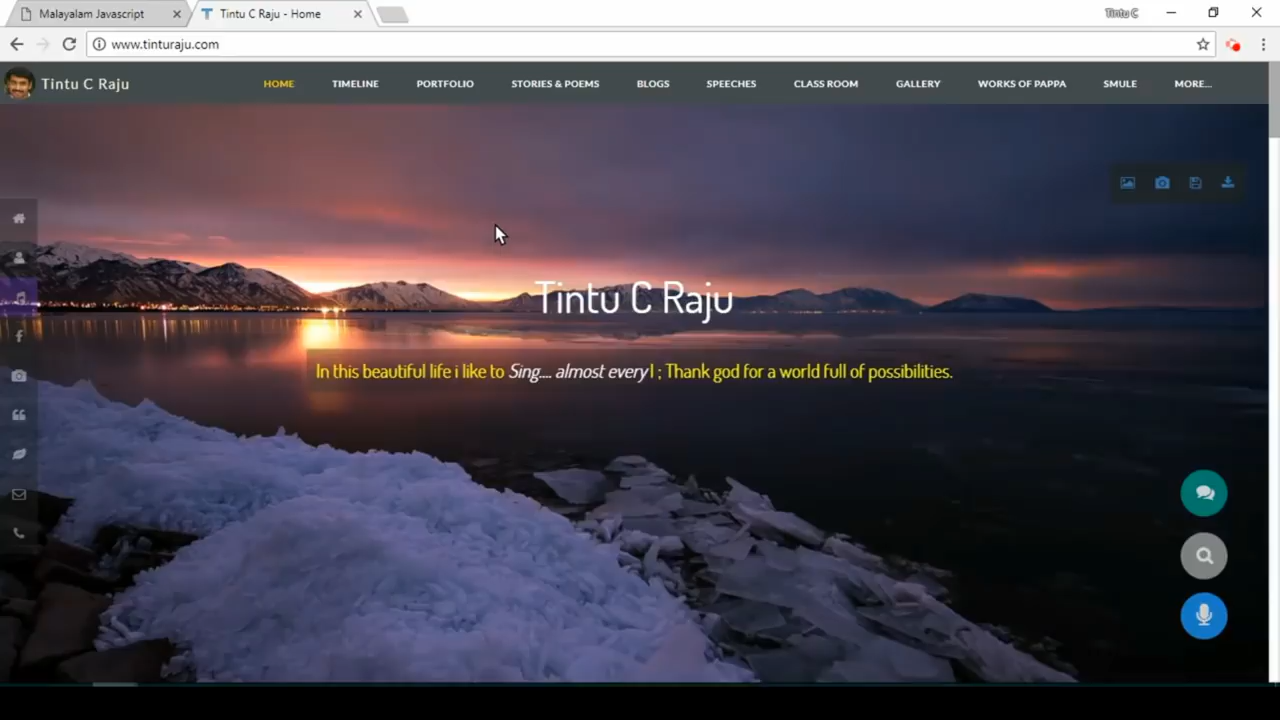 Malayalam Javascript
Tintu C Raju - Home
Tintu C
www.tinturaju.com
Tintu C Raju
HOME
TIMELINE
PORTFOLIO
STORIES & POEMS
BLOGS
SPEECHES
CLASS ROOM
GALLERY
WORKS OF PAPPA
SMULE
MORE...
Tintu C Raju
In this beautiful life i like to Sing.... almost every I ; Thank god for a world full of possibilities.